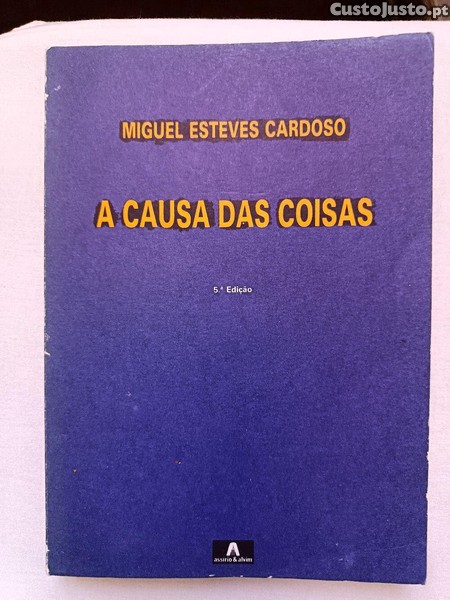 CustoJusto.pt
MIGUEL ESTEVES CARDOSO
A CAUSA DAS COISAS
5.ª Edição
A
assírio & alvim